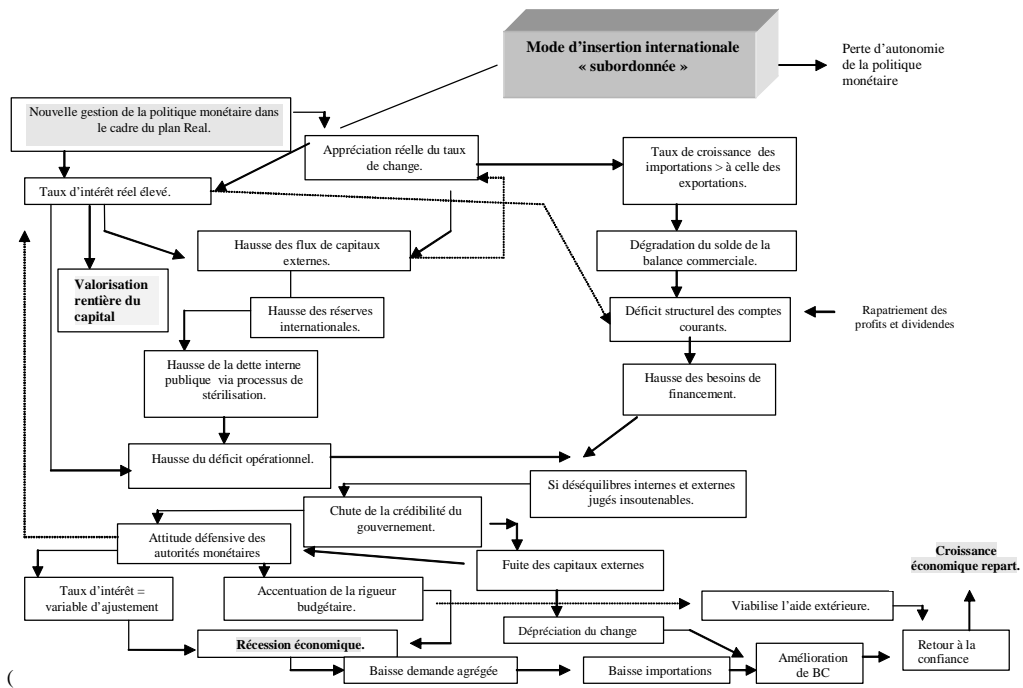 Mode d'insertion internationale
« subordonnée »
Perte d'autonomie
de la politique
monétaire
Nouvelle gestion de la politique monétaire dans
le cadre du plan Real.
Appréciation réelle du taux
de change.
Taux de croissance des
importations > à celle des
exportations.
Taux d'intérêt réel élevé.
Hausse des flux de capitaux
externes.
Dégradation du solde de la
balance commerciale.
Valorisation
rentière du
capital
Hausse des réserves
internationales.
Déficit structurel des comptes
courants.
Rapatriement des
profits et dividendes
Hausse de la dette interne
publique via processus de
stérilisation.
Hausse des besoins de
financement.
Hausse du déficit opérationnel.
Si déséquilibres internes et externes
jugés insoutenables.
Chute de la crédibilité du
gouvernement.
Attitude défensive des
autorités monétaires
Fuite des capitaux externes
Croissance
économique repart.
Taux d'intérêt =
variable d'ajustement
Accentuation de la rigueur
budgétaire.
Viabilise l'aide extérieure.
Dépréciation du change
Récession économique.
Retour à la
confiance
Baisse demande agrégée
Baisse importations
Amélioration
de BC
(